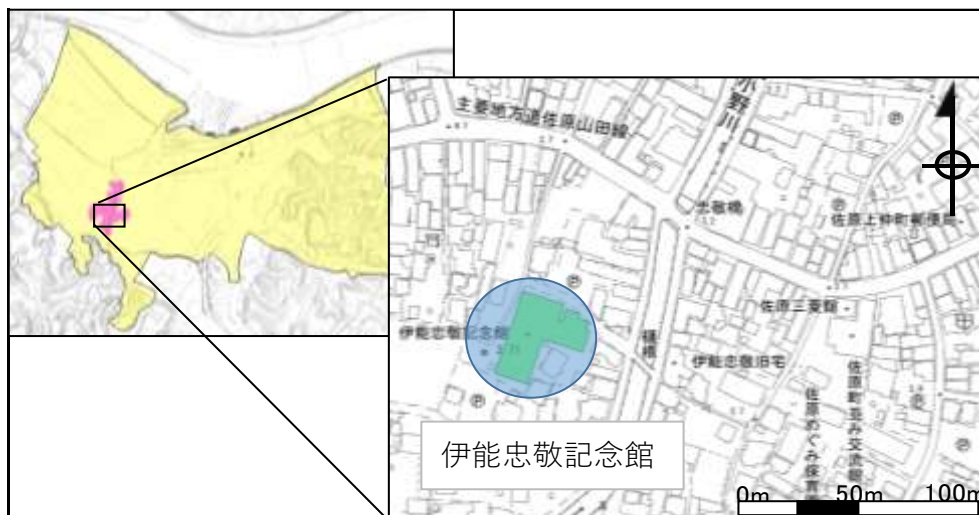 主要地方道佐原山田線
小野川
忠敬橋
佐原上仲町郵便局
佐原三菱館
伊能忠敬記念館
樋橋
伊能忠敬旧宅
佐原町並み交流館
佐原めぐみ保育
伊能忠敬記念館
0m 50m 100m